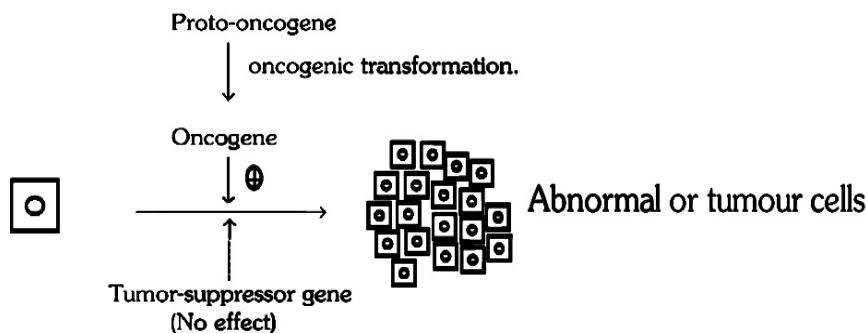 Proto-oncogene
oncogenic transformation.
Oncogene
Abnormal or tumour cells
Tumor-suppressor gene
(No effect)